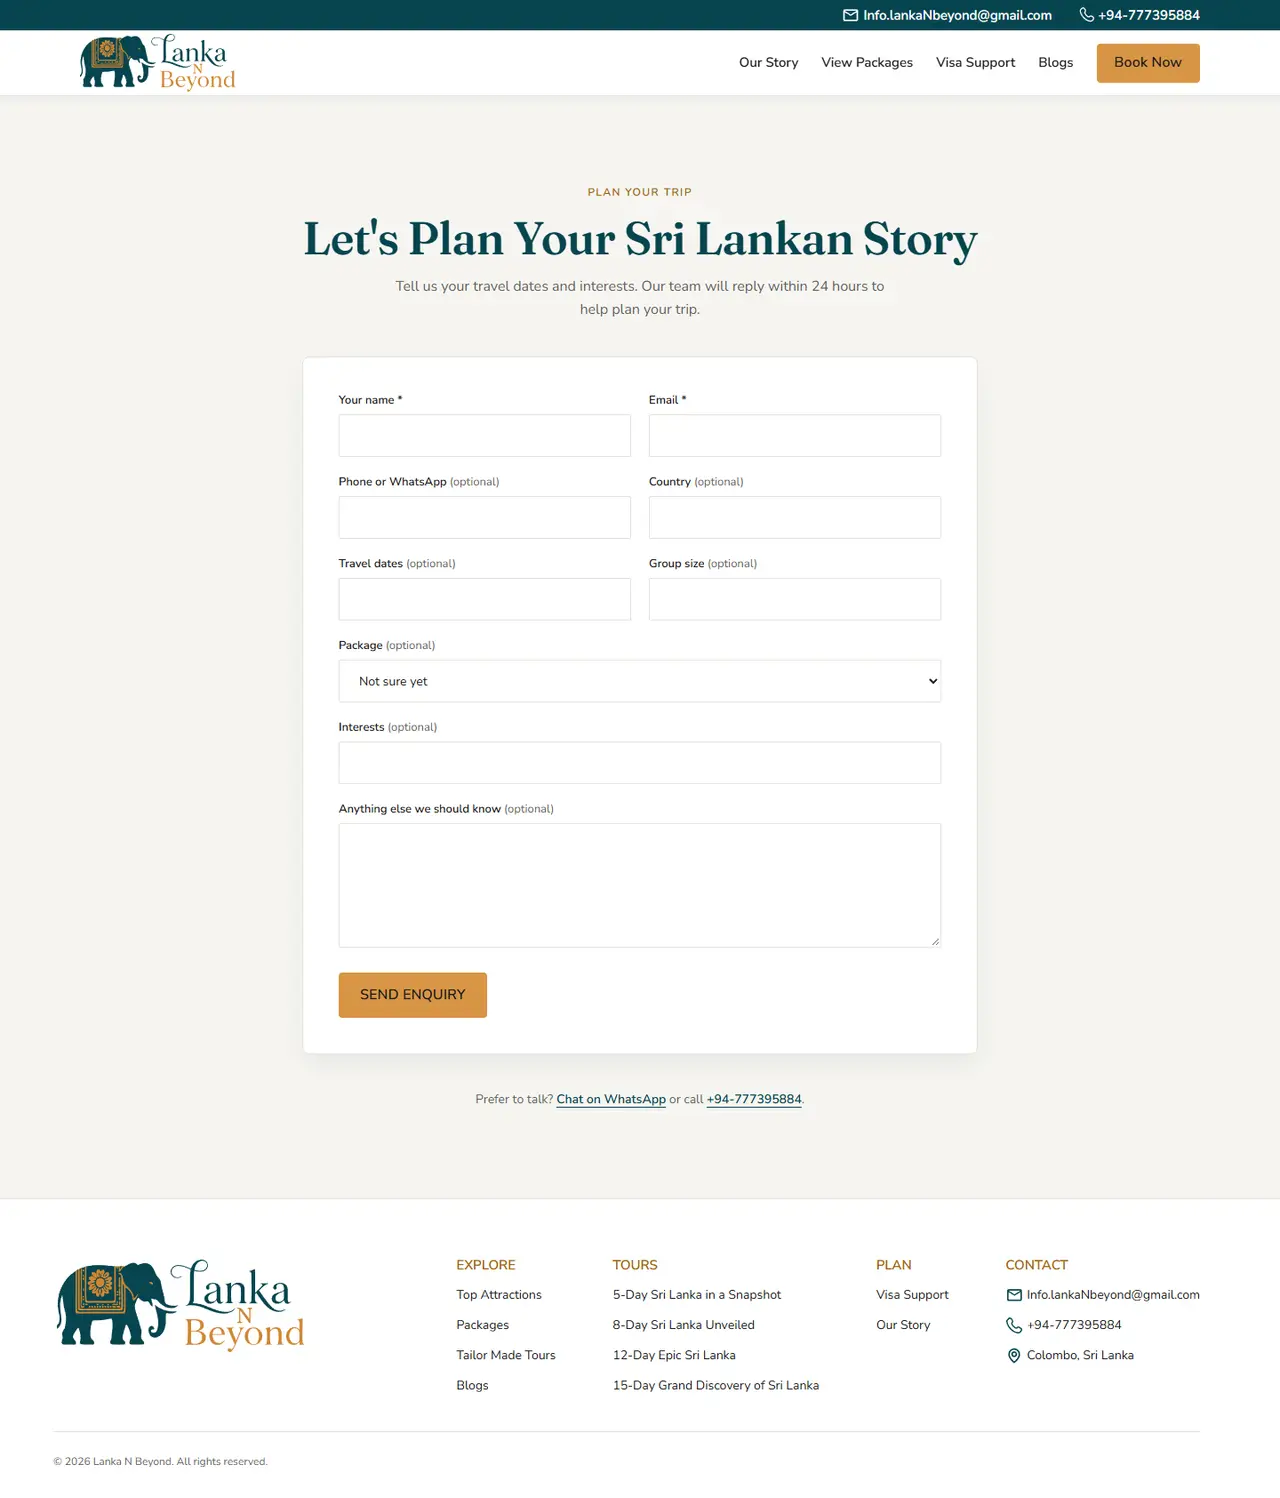 Info.lankaNbeyond@gmail.com +94-777395884
Lanka
N
Beyond
Our Story View Packages Visa Support Blogs Book Now
PLAN YOUR TRIP
Let's Plan Your Sri Lankan Story
Tell us your travel dates and interests. Our team will reply within 24 hours to
help plan your trip.
Your name * Email *
Phone or WhatsApp (optional) Country (optional)
Travel dates (optional) Group size (optional)
Package (optional)
Not sure yet
Interests (optional)
Anything else we should know (optional)
SEND ENQUIRY
Prefer to talk? Chat on WhatsApp or call +94-777395884.
Lanka
N
Beyond
EXPLORE
Top Attractions
Packages
Tailor Made Tours
Blogs
TOURS
5-Day Sri Lanka in a Snapshot
8-Day Sri Lanka Unveiled
12-Day Epic Sri Lanka
15-Day Grand Discovery of Sri Lanka
PLAN
Visa Support
Our Story
CONTACT
Info.lankaNbeyond@gmail.com
+94-777395884
Colombo, Sri Lanka
© 2026 Lanka N Beyond. All rights reserved.